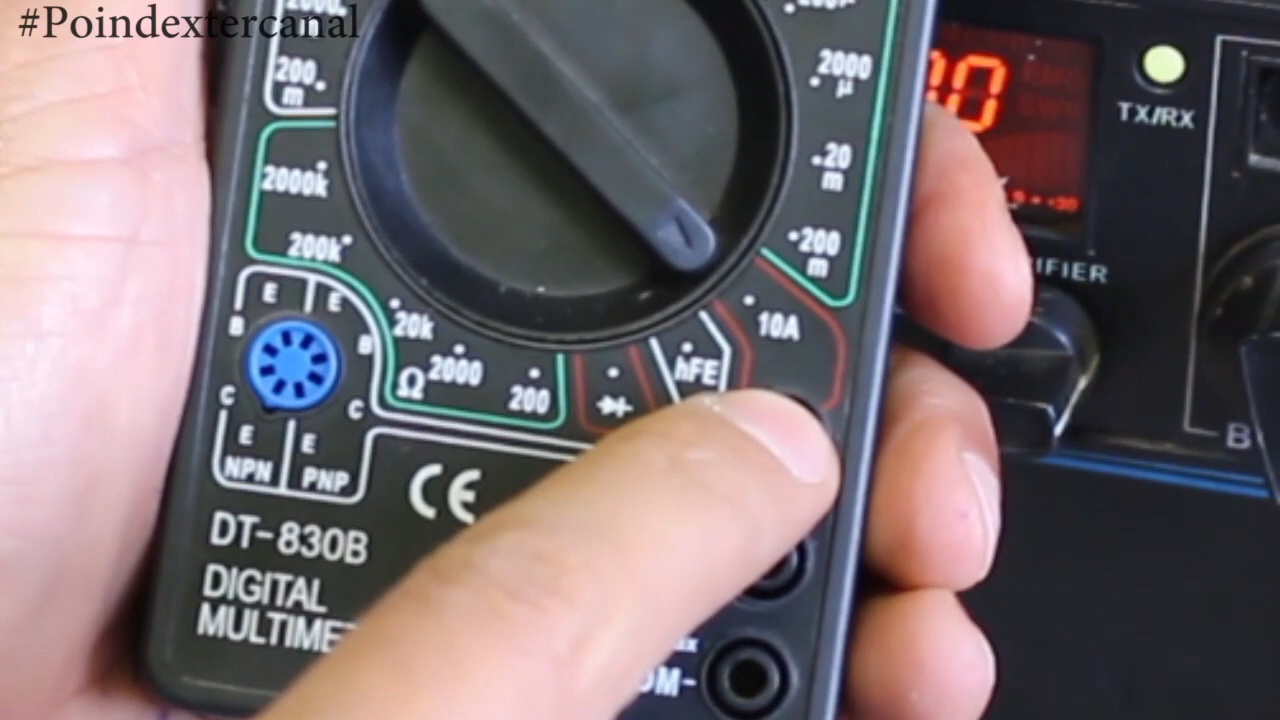 #Poindextercanal
200
m
2000k
200k
20k
Ω 2000 200
2000
μ
20
m
200
m
10A
hFE
E E
B B
C C
E E
NPN PNP
CE
DT-830B
DIGITAL
TX/RX